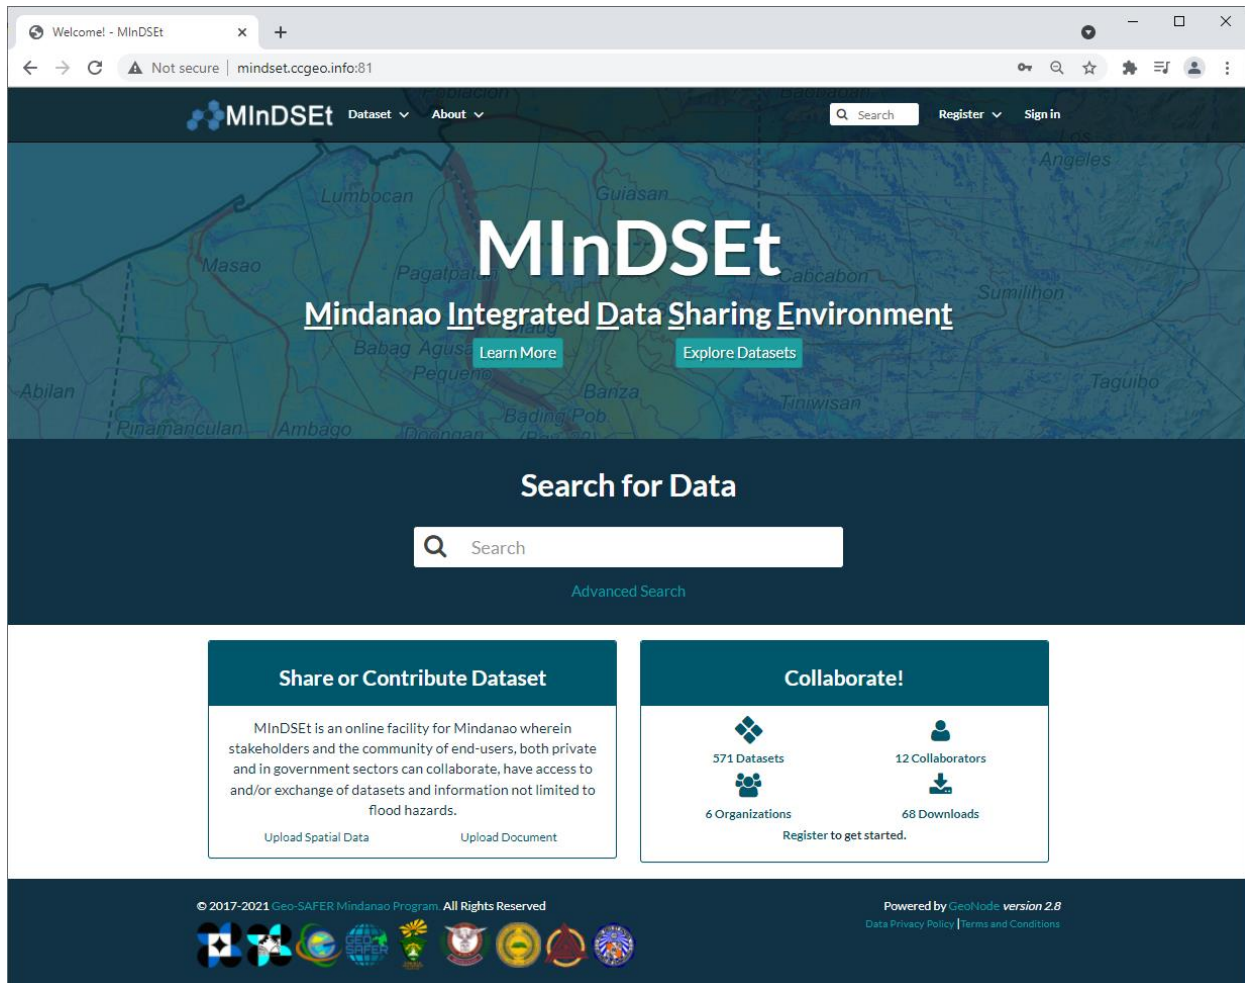 Welcome! - MInDSEt
Not secure | mindset.ccgeo.info:81
MInDSEt Dataset About Search Register Sign in
Angeles
Lumbocan Guiasan
MInDSEt
Masao
Cabcabon
Sumilihon
Mindanao Integrated Data Sharing Environment
Babag
Learn More Explore Datasets
Pequeno
Abilan Banza Taguibo
Tiniwisan
Bading Pob.
Pinamanculan Ambago
Search for Data
Search
Advanced Search
Share or Contribute Dataset
MInDSEt is an online facility for Mindanao wherein
stakeholders and the community of end-users, both private
and in government sectors can collaborate, have access to
and/or exchange of datasets and information not limited to
flood hazards.
Upload Spatial Data Upload Document
Collaborate!
571 Datasets 12 Collaborators
6 Organizations 68 Downloads
Register to get started.
© 2017-2021 Geo-SAFER Mindanao Program. All Rights Reserved
Powered by GeoNode version 2.8
Data Privacy Policy | Terms and Conditions
GEO
SAFER